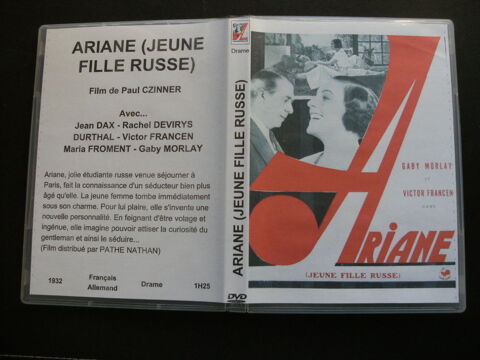 ARIANE (JEUNE
FILLE RUSSE)
Film de Paul CZINNER
Avec...
Jean DAX - Rachel DEVIRYS
DURTHAL - Victor FRANCEN
Maria FROMENT - Gaby MORLAY
Ariane, jolie étudiante russe venue séjourner à
Paris, fait la connaissance d'un séducteur bien plus
âgé qu'elle. La jeune femme tombe immédiatement
sous son charme. Pour lui plaire, elle s'invente une
nouvelle personnalité. En feignant d'être volage et
ingénue, elle imagine pouvoir attiser la curiosité du
gentleman et ainsi le séduire...
(Film distribué par PATHE NATHAN)
1932
Français
Allemand
Drame
1H25
Drame
ARIANE (JEUNE FILLE RUSSE)
DVD
GABY MORLAY
ET
VICTOR FRANCEN
DANS
ARIANE
(JEUNE FILLE RUSSE)